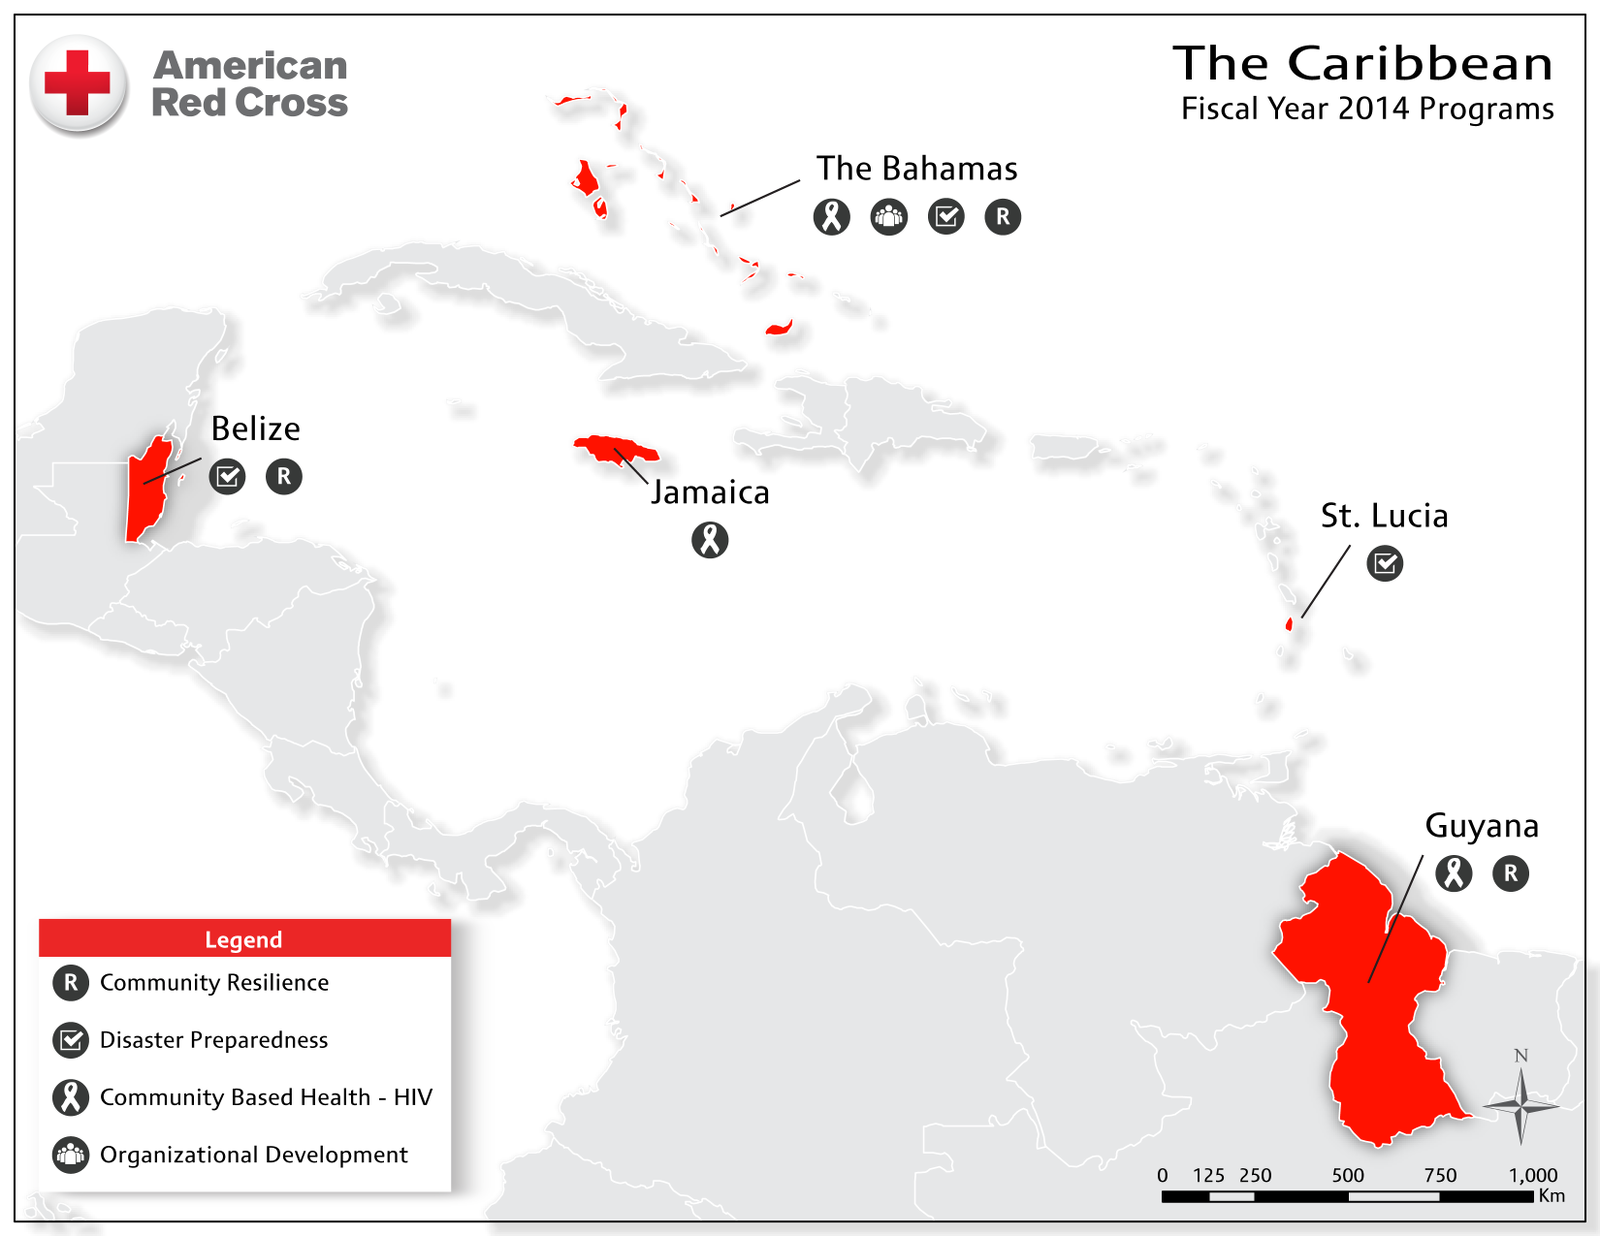 American
Red Cross
The Caribbean
Fiscal Year 2014 Programs
The Bahamas
R
Belize
R
Jamaica
St. Lucia
Guyana
R
Legend
R Community Resilience
Disaster Preparedness
Community Based Health - HIV
Organizational Development
N
0 125 250 500 750 1,000
Km